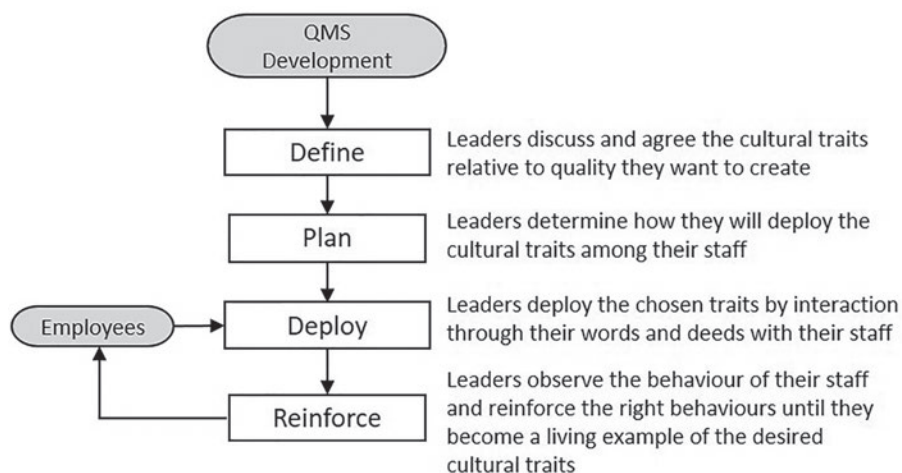 QMS
Development
Define
Leaders discuss and agree the cultural traits
relative to quality they want to create
Plan
Leaders determine how they will deploy the
cultural traits among their staff
Employees
Deploy
Leaders deploy the chosen traits by interaction
through their words and deeds with their staff
Reinforce
Leaders observe the behaviour of their staff
and reinforce the right behaviours until they
become a living example of the desired
cultural traits